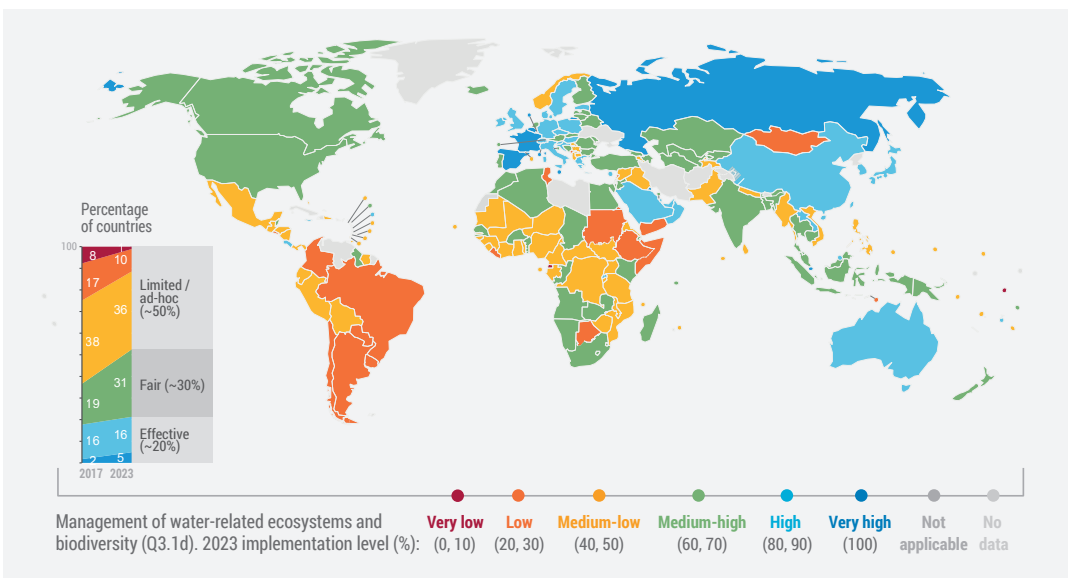 Percentage
of countries
100
8
10
17
36
38
31
19
16
16
2
5
Limited /
ad-hoc
(~50%)
Fair (~30%)
Effective
(~20%)
2017 2023
Management of water-related ecosystems and
biodiversity (Q3.1d). 2023 implementation level (%):
Very low
(0, 10)
Low
(20, 30)
Medium-low
(40, 50)
Medium-high
(60, 70)
High
(80, 90)
Very high
(100)
Not
applicable
No
data